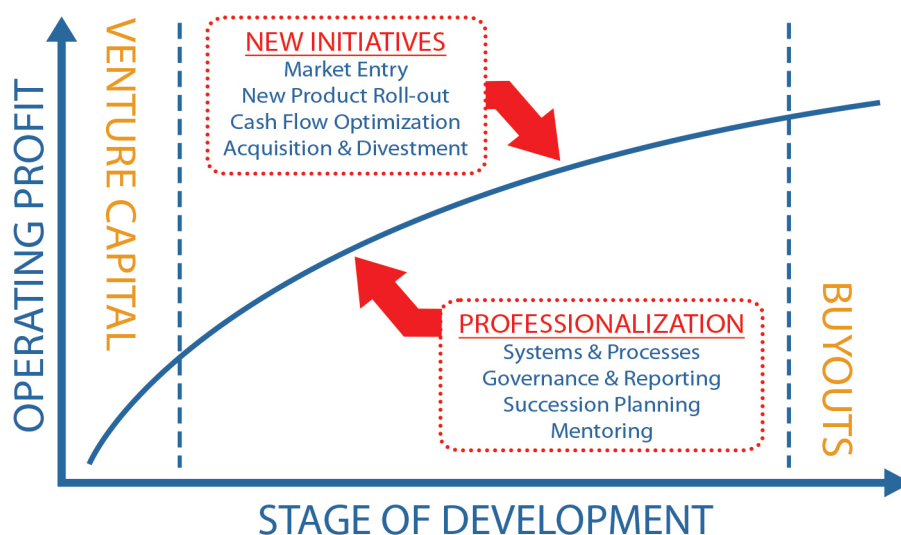 OPERATING PROFIT
VENTURE CAPITAL
NEW INITIATIVES
Market Entry
New Product Roll-out
Cash Flow Optimization
Acquisition & Divestment
PROFESSIONALIZATION
Systems & Processes
Governance & Reporting
Succession Planning
Mentoring
BUYOUTS
STAGE OF DEVELOPMENT